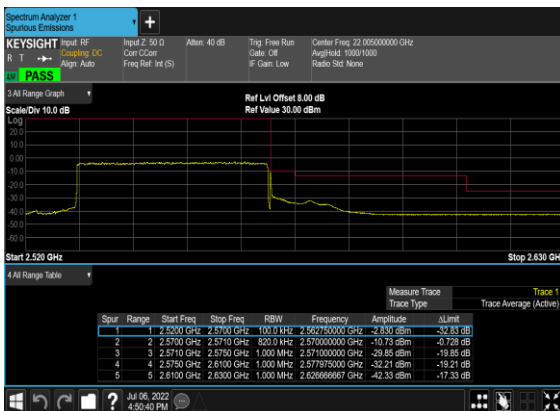 Spectrum Analyzer 1
Spurious Emissions
KEYSIGHT Input: RF Input Z: 50 Ω Atten: 40 dB Trig: Free Run Center Freq: 22.005000000 GHz
R T Coupling: DC Corr CCorr Gate: Off Avg|Hold: 1000/1000
Align: Auto Freq Ref: Int (S) IF Gain: Low Radio Std: None
PASS
3 All Range Graph
Ref Lvl Offset 8.00 dB
Scale/Div 10.0 dB Ref Value 30.00 dBm
Log
20.0
10.0
0.00
-10.0
-20.0
-30.0
-40.0
-50.0
-60.0
Start 2.520 GHz Stop 2.630 GH
4 All Range Table
Measure Trace Trace 1
Trace Type Trace Average (Active)
Spur Range Start Freq Stop Freq RBW Frequency Amplitude ΔLimit
1 1 2.5200 GHz 2.5700 GHz 100.0 kHz 2.562750000 GHz -2.830 dBm -32.83 dB
2 2 2.5700 GHz 2.5710 GHz 820.0 kHz 2.570000000 GHz -10.73 dBm -0.728 dB
3 3 2.5710 GHz 2.5750 GHz 1.000 MHz 2.571000000 GHz -29.85 dBm -19.85 dB
4 4 2.5750 GHz 2.6100 GHz 1.000 MHz 2.577975000 GHz -32.21 dBm -19.21 dB
5 5 2.6100 GHz 2.6300 GHz 1.000 MHz 2.626666667 GHz -42.33 dBm -17.33 dB
Jul 06, 2022
4:50:40 PM